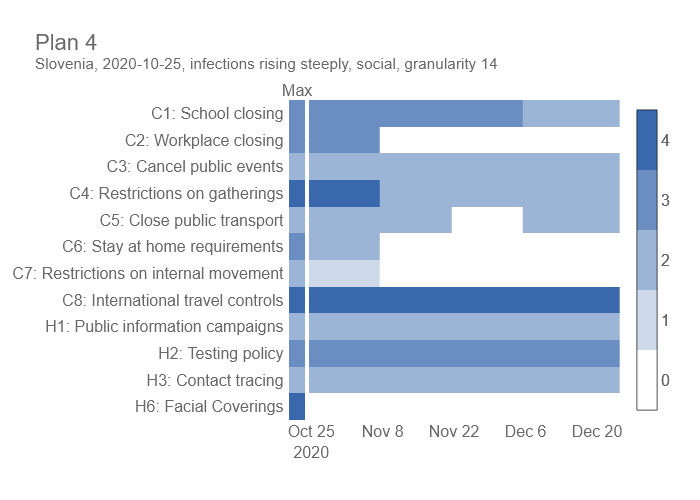 Plan 4
Slovenia, 2020-10-25, infections rising steeply, social, granularity 14
Max
C1: School closing
C2: Workplace closing
C3: Cancel public events
C4: Restrictions on gatherings
C5: Close public transport
C6: Stay at home requirements
C7: Restrictions on internal movement
C8: International travel controls
H1: Public information campaigns
H2: Testing policy
H3: Contact tracing
H6: Facial Coverings
Oct 25 Nov 8 Nov 22 Dec 6 Dec 20
2020
4
3
2
1
0